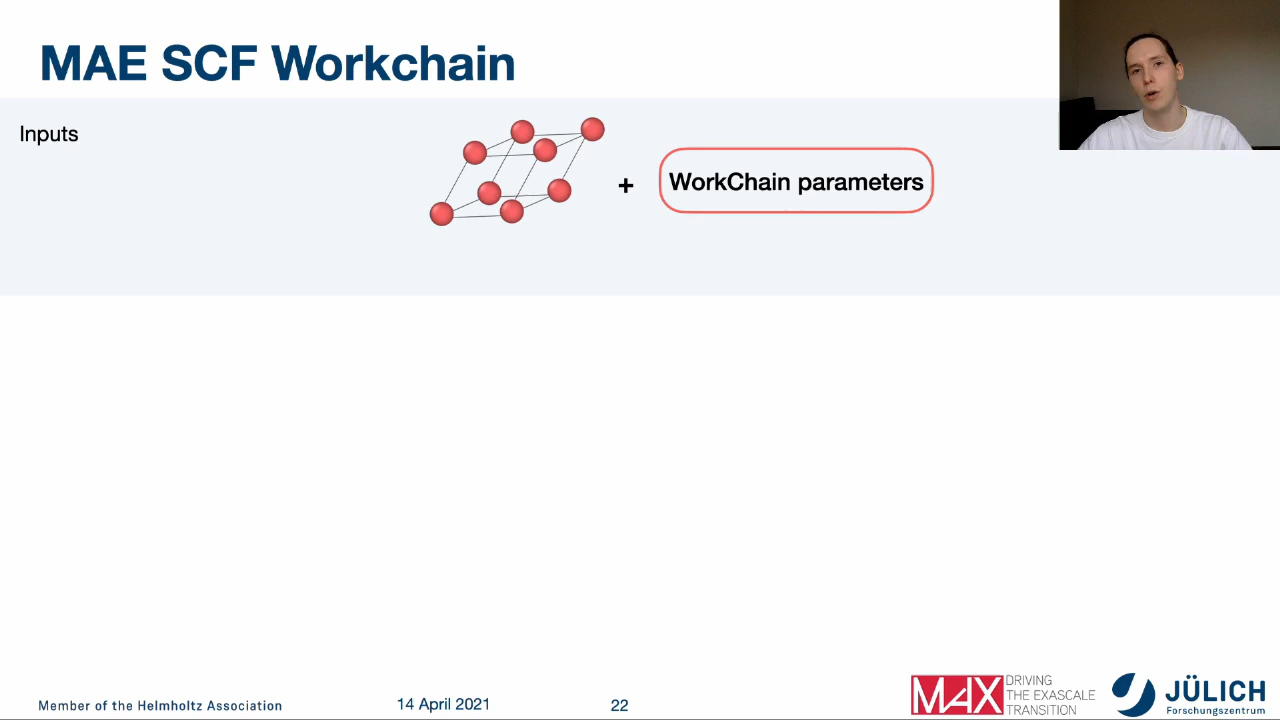 MAE SCF Workchain
Inputs
+
WorkChain parameters
Member of the Helmholtz Association
14 April 2021
22
MAX
DRIVING
THE EXASCALE
TRANSITION
JÜLICH
Forschungszentrum